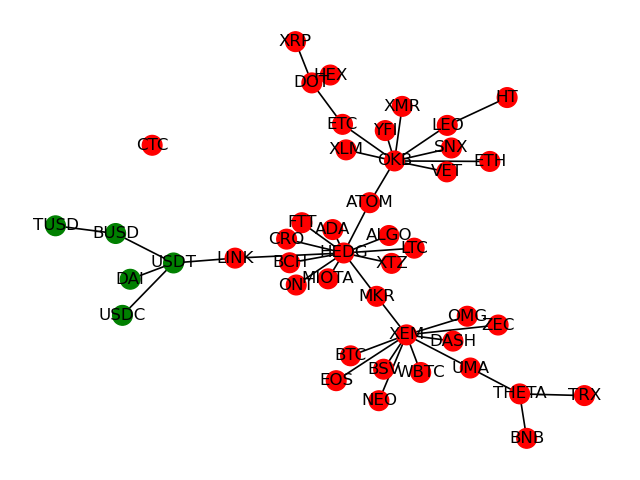 XRP
HEX
DOT
HT
XMR
ETC
LEO
YFI
CTC
SNX
XLM
OKB
ETH
VET
ATOM
TUSD
FTT
ADA
BUSD
ALGO
CRO
LTC
HEDG
LINK
USDT
BCH
XTZ
DAI
MIOTA
ONT
MKR
USDC
OMG
ZEC
XEM
DASH
BTC
BSV
UMA
WBTC
EOS
THETA
TRX
NEO
BNB